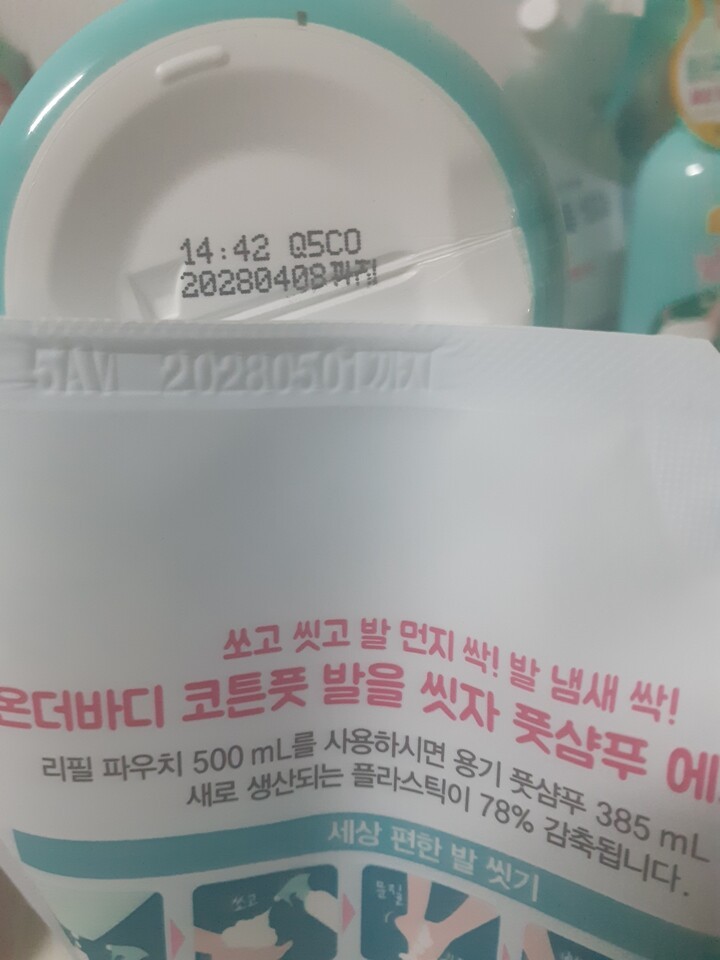 14:42 Q5CO
20280408까지
5AV 20280501까지
쏘고 씻고 발 먼지 싹! 발 냄새 싹!
온더바디 코튼풋 발을 씻자 풋샴푸 에
리필 파우치 500 mL를 사용하시면 용기 풋샴푸 385 mL
새로 생산되는 플라스틱이 78% 감축됩니다.
세상 편한 발 씻기
쏘고